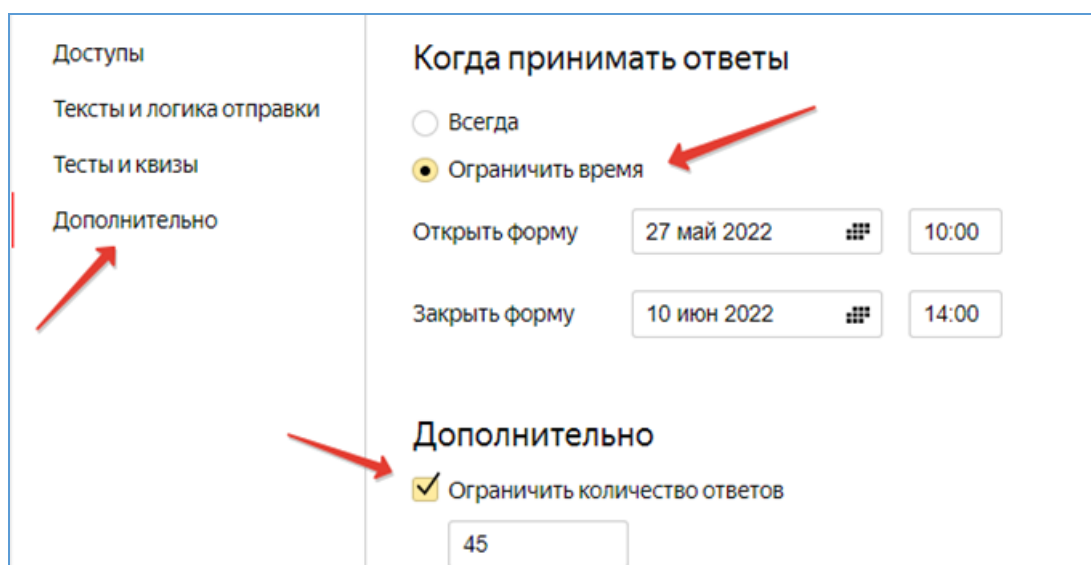 Доступы
Тексты и логика отправки
Тесты и квизы
Дополнительно
Когда принимать ответы
Всегда
Ограничить время
Открыть форму 27 май 2022 10:00
Закрыть форму 10 июн 2022 14:00
Дополнительно
Ограничить количество ответов
45